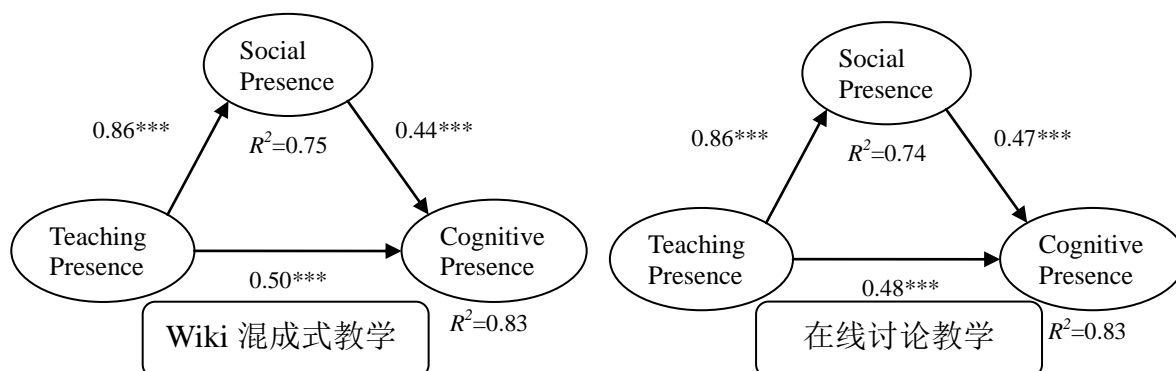 Social
Presence
0.86***
0.44***
R²=0.75
Teaching
Presence
Cognitive
Presence
0.50***
Wiki 混成式教学
R²=0.83
Social
Presence
0.86***
0.47***
R²=0.74
Teaching
Presence
Cognitive
Presence
0.48***
在线讨论教学
R²=0.83